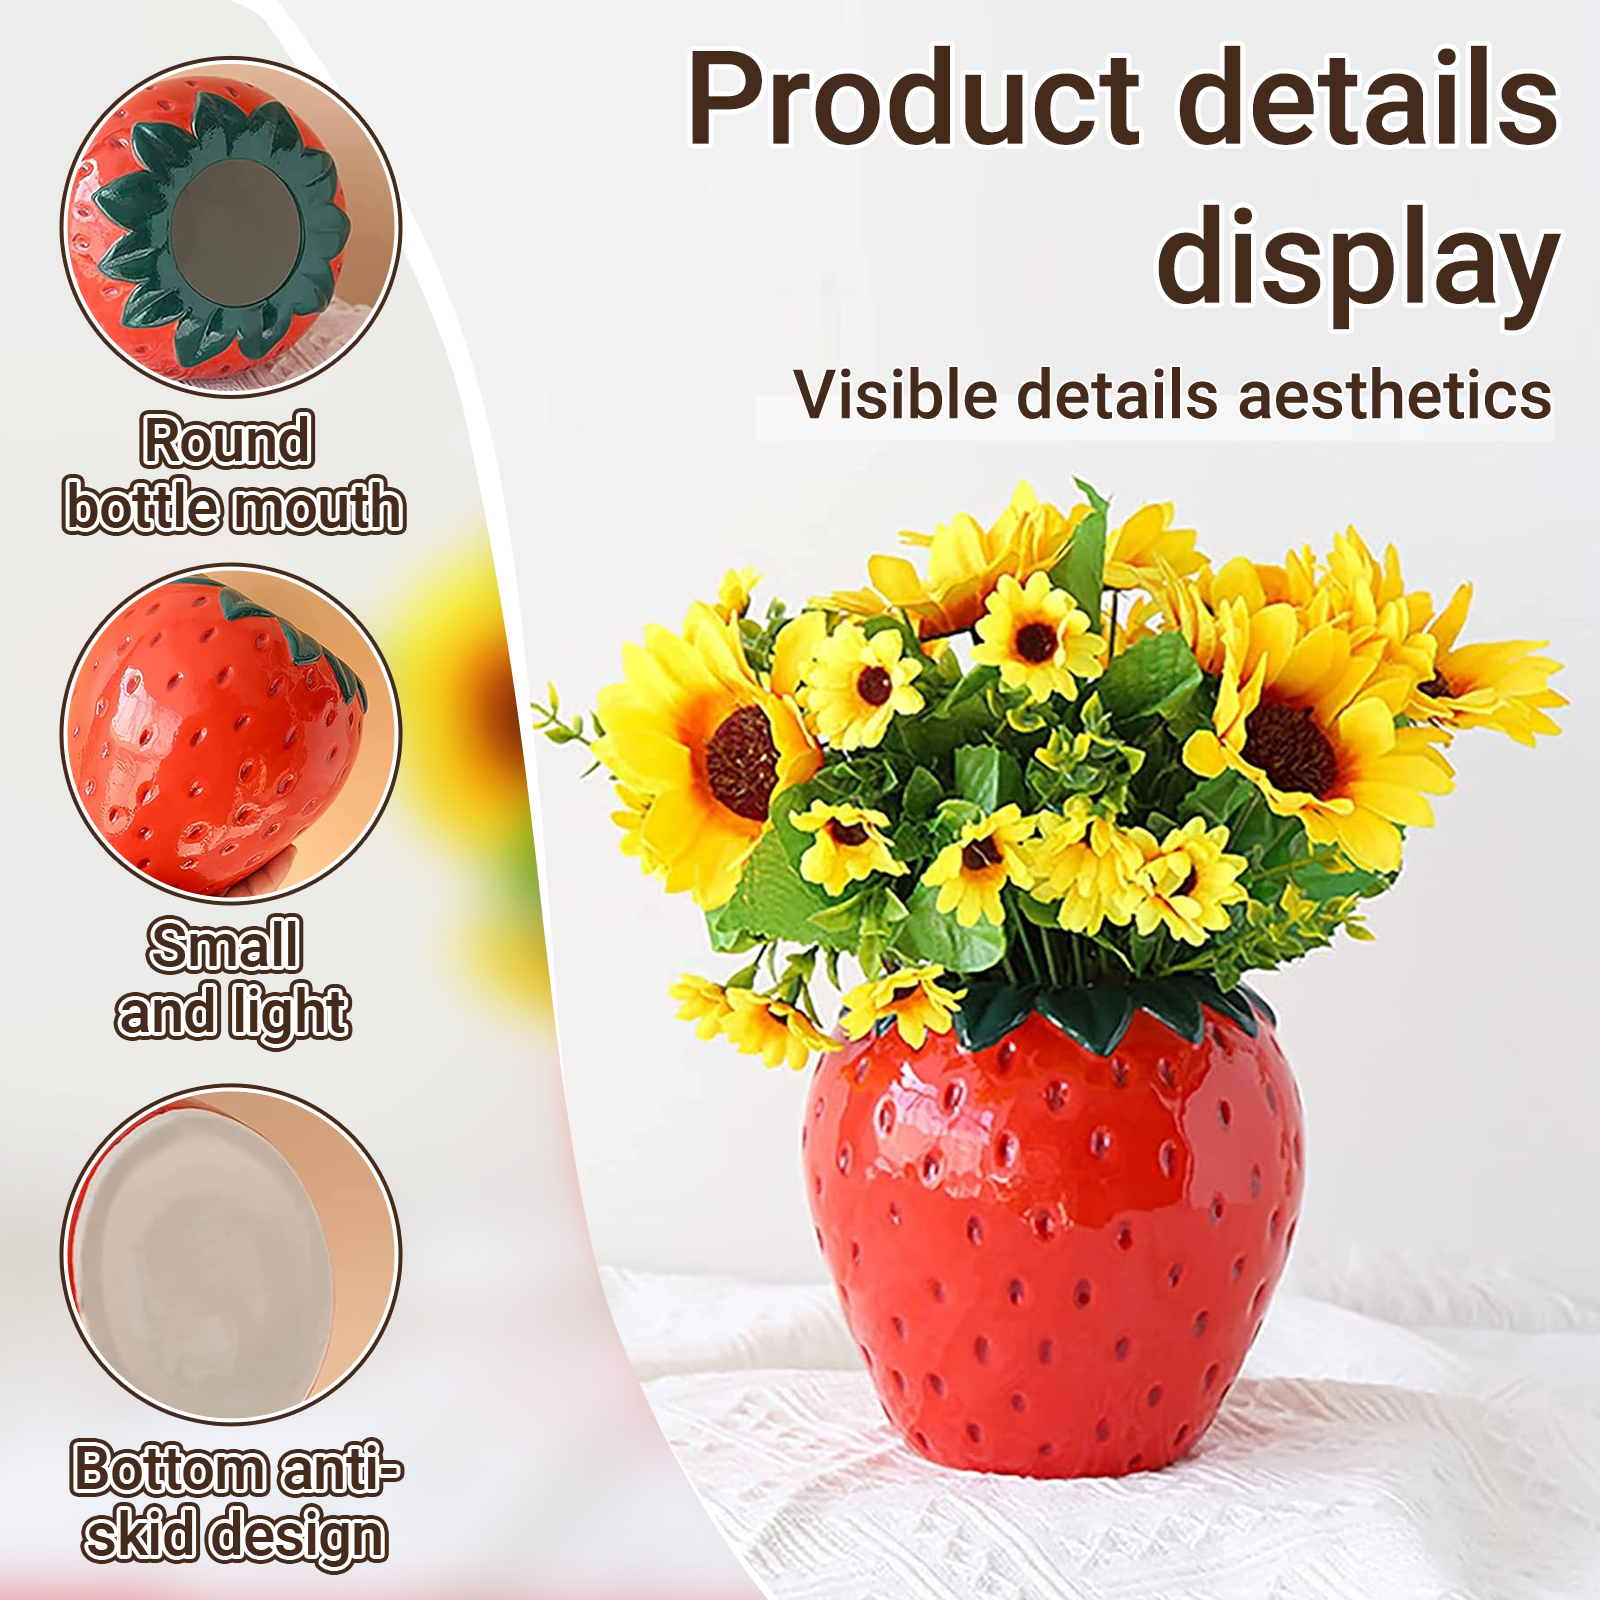 Product details
display
Visible details aesthetics
Round
bottle mouth
Small
and light
Bottom anti-
skid design